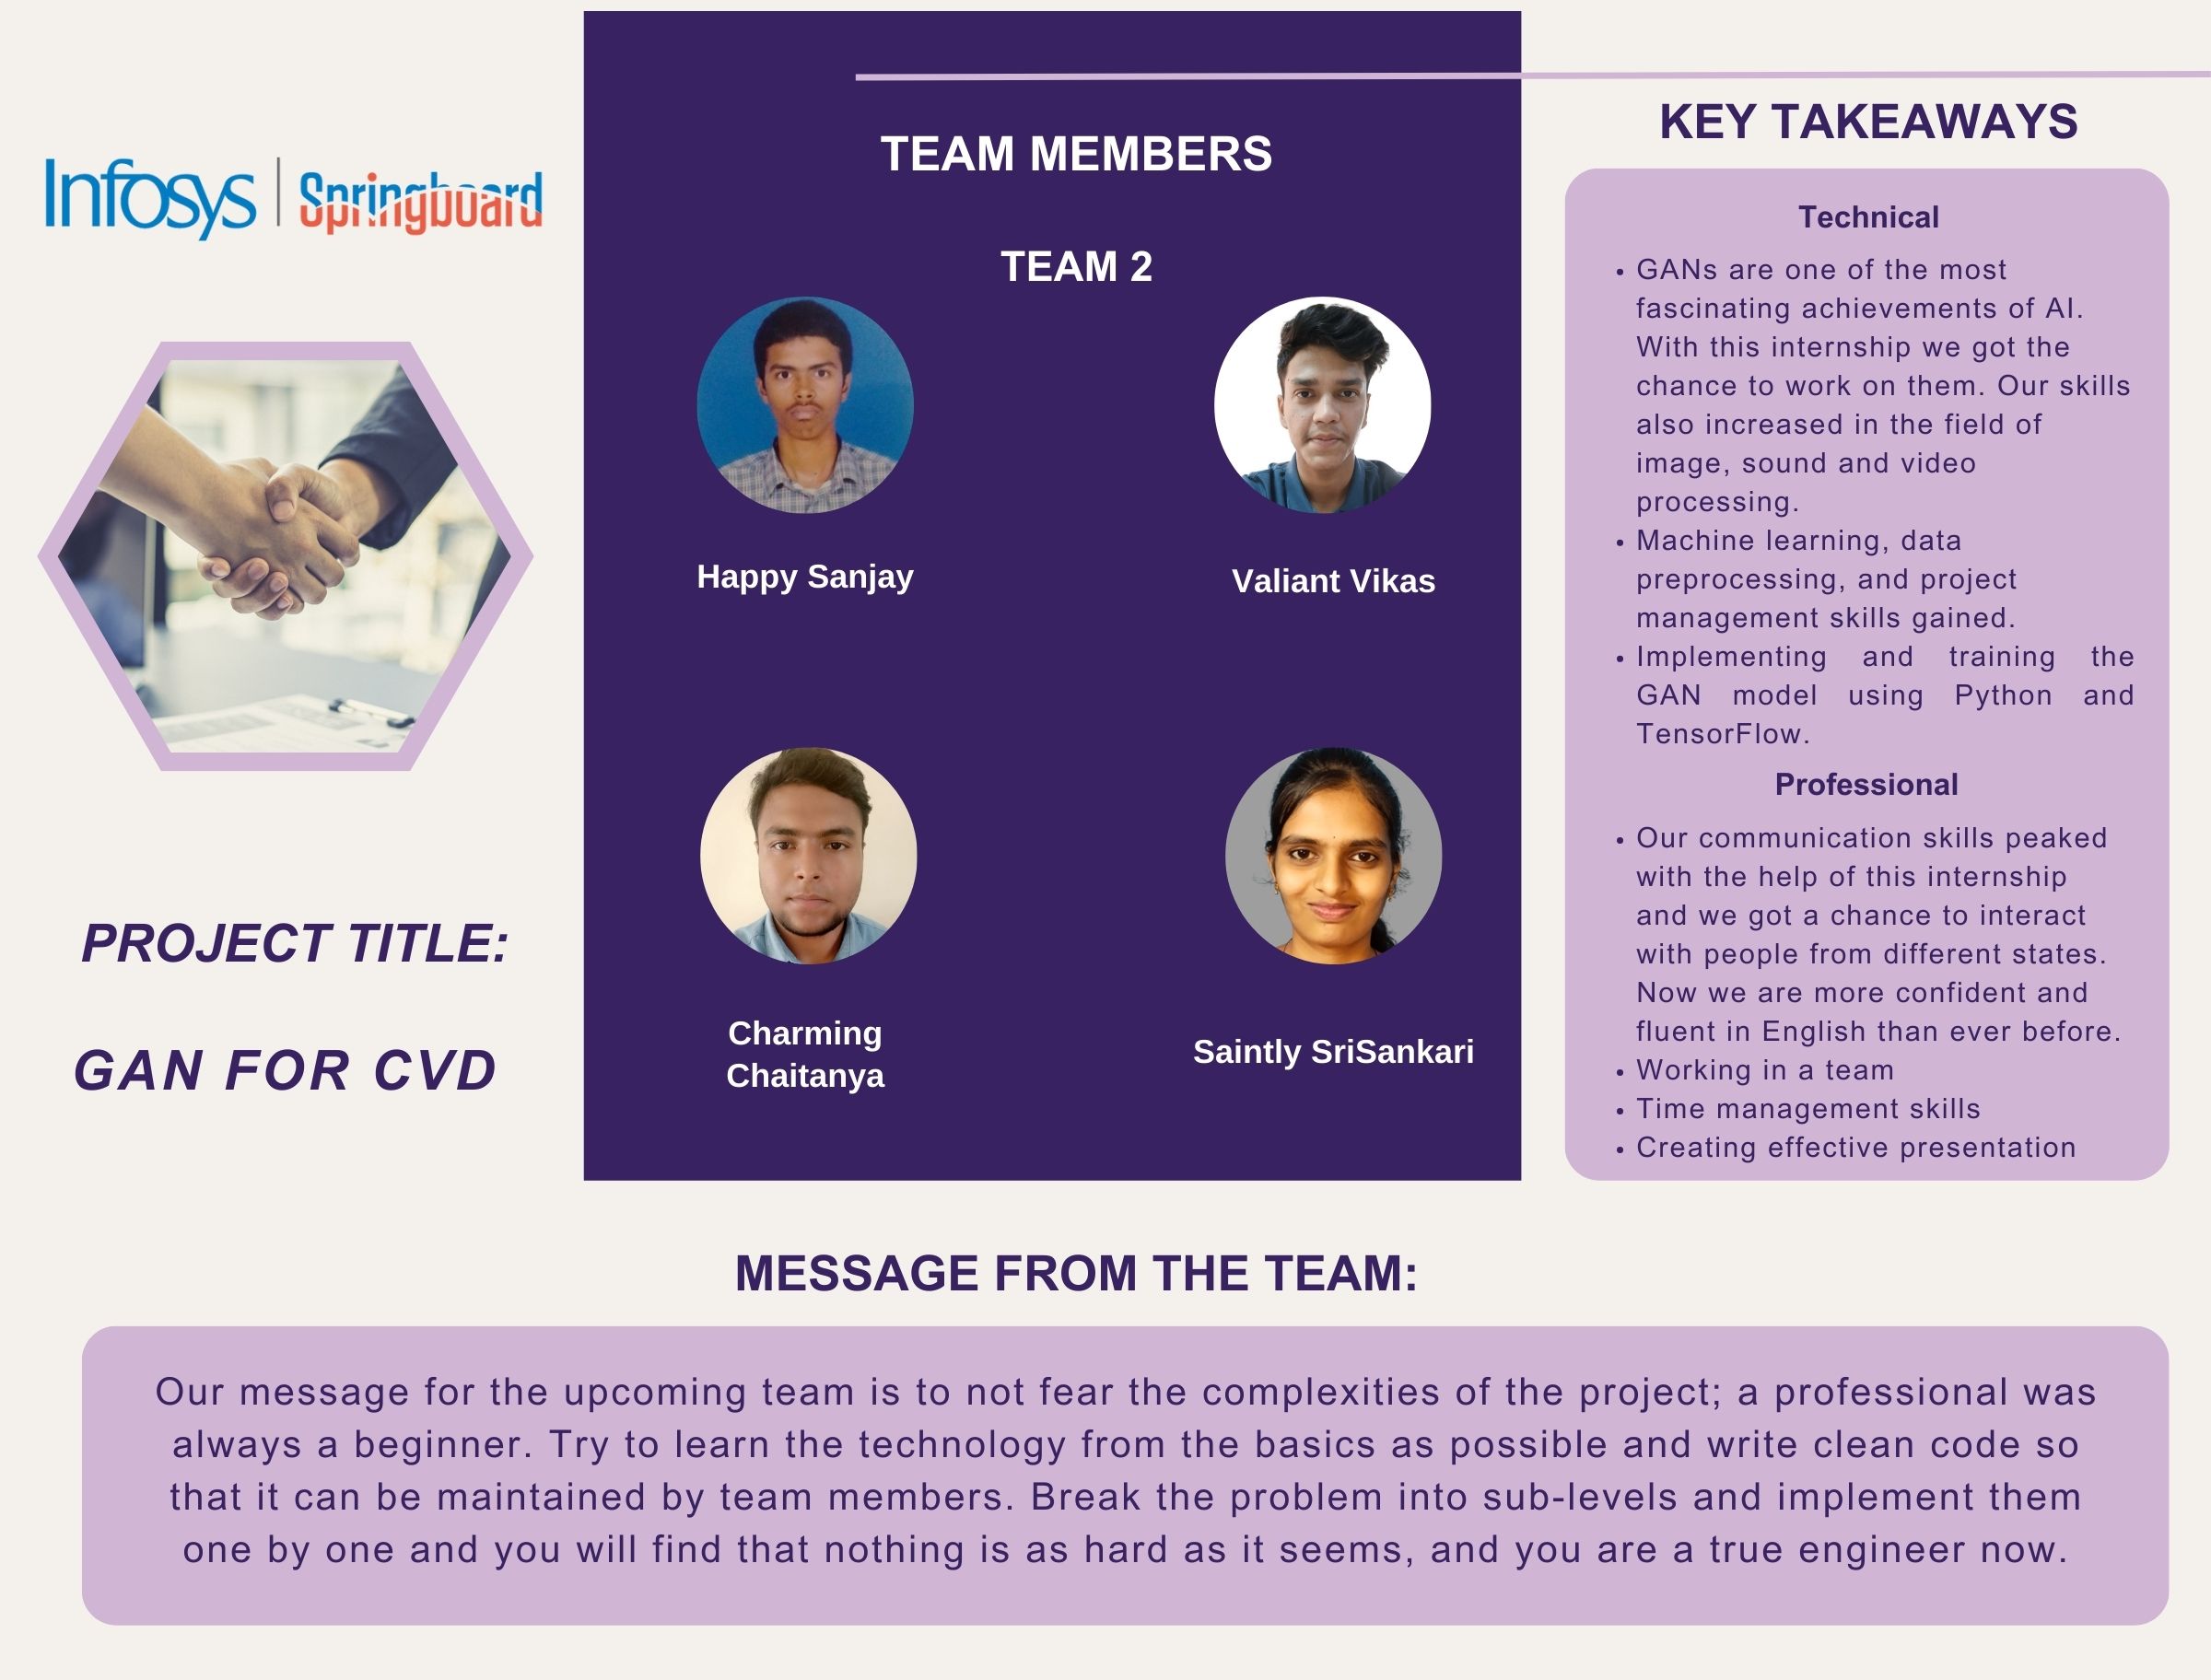 Infosys | Springboard
PROJECT TITLE:
GAN FOR CVD
TEAM MEMBERS
TEAM 2
Happy Sanjay
Valiant Vikas
Charming
Chaitanya
Saintly SriSankari
KEY TAKEAWAYS
Technical
• GANs are one of the most
fascinating achievements of AI.
With this internship we got the
chance to work on them. Our skills
also increased in the field of
image, sound and video
processing.
• Machine learning, data
preprocessing, and project
management skills gained.
• Implementing and training the
GAN model using Python and
TensorFlow.
Professional
• Our communication skills peaked
with the help of this internship
and we got a chance to interact
with people from different states.
Now we are more confident and
fluent in English than ever before.
• Working in a team
• Time management skills
• Creating effective presentation
MESSAGE FROM THE TEAM:
Our message for the upcoming team is to not fear the complexities of the project; a professional was
always a beginner. Try to learn the technology from the basics as possible and write clean code so
that it can be maintained by team members. Break the problem into sub-levels and implement them
one by one and you will find that nothing is as hard as it seems, and you are a true engineer now.